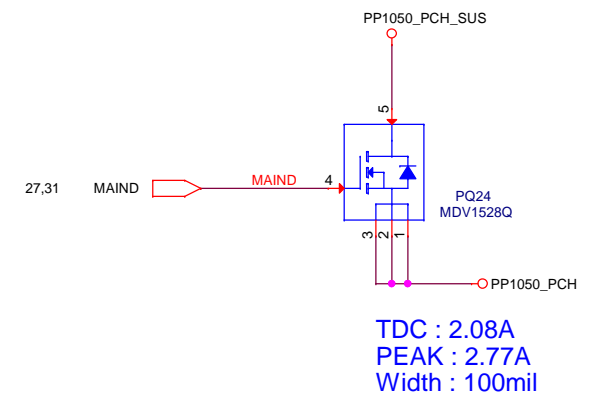 PP1050_PCH_SUS
5
27,31 MAIND MAIND 4
PQ24
MDV1528Q
3 2 1
PP1050_PCH
TDC : 2.08A
PEAK : 2.77A
Width : 100mil